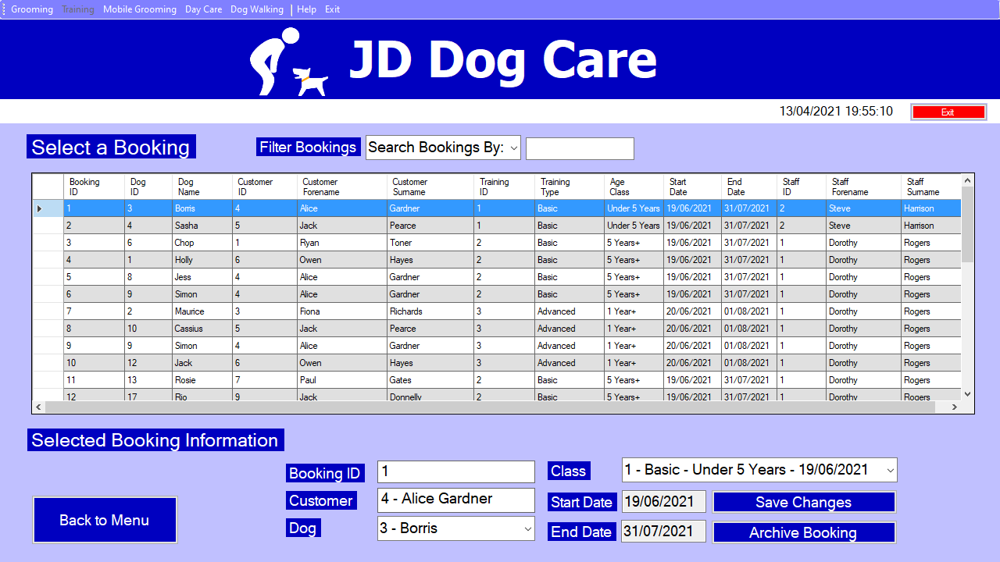 Grooming Training Mobile Grooming Day Care Dog Walking Help Exit
JD Dog Care
13/04/2021 19:55:10 Exit
Select a Booking Filter Bookings Search Bookings By:
Booking ID Dog ID Dog Name Customer ID Customer Forename Customer Surname Training ID Training Type Age Class Start Date End Date Staff ID Staff Forename Staff Surname
1 3 Borris 4 Alice Gardner 1 Basic Under 5 Years 19/06/2021 31/07/2021 2 Steve Harrison
2 4 Sasha 5 Jack Pearce 1 Basic Under 5 Years 19/06/2021 31/07/2021 2 Steve Harrison
3 6 Chop 1 Ryan Toner 2 Basic 5 Years+ 19/06/2021 31/07/2021 1 Dorothy Rogers
4 1 Holly 6 Owen Hayes 2 Basic 5 Years+ 19/06/2021 31/07/2021 1 Dorothy Rogers
5 8 Jess 4 Alice Gardner 2 Basic 5 Years+ 19/06/2021 31/07/2021 1 Dorothy Rogers
6 9 Simon 4 Alice Gardner 2 Basic 5 Years+ 19/06/2021 31/07/2021 1 Dorothy Rogers
7 2 Maurice 3 Fiona Richards 3 Advanced 1 Year+ 20/06/2021 01/08/2021 1 Dorothy Rogers
8 10 Cassius 5 Jack Pearce 3 Advanced 1 Year+ 20/06/2021 01/08/2021 1 Dorothy Rogers
9 9 Simon 4 Alice Gardner 3 Advanced 1 Year+ 20/06/2021 01/08/2021 1 Dorothy Rogers
10 12 Jack 6 Owen Hayes 3 Advanced 1 Year+ 20/06/2021 01/08/2021 1 Dorothy Rogers
11 13 Rosie 7 Paul Gates 2 Basic 5 Years+ 19/06/2021 31/07/2021 1 Dorothy Rogers
12 17 Rio 9 Jack Donnelly 2 Basic 5 Years+ 19/06/2021 31/07/2021 1 Dorothy Rogers
Selected Booking Information
Booking ID 1 Class 1 - Basic - Under 5 Years - 19/06/2021
Customer 4 - Alice Gardner Start Date 19/06/2021 Save Changes
Back to Menu
Dog 3 - Borris End Date 31/07/2021 Archive Booking